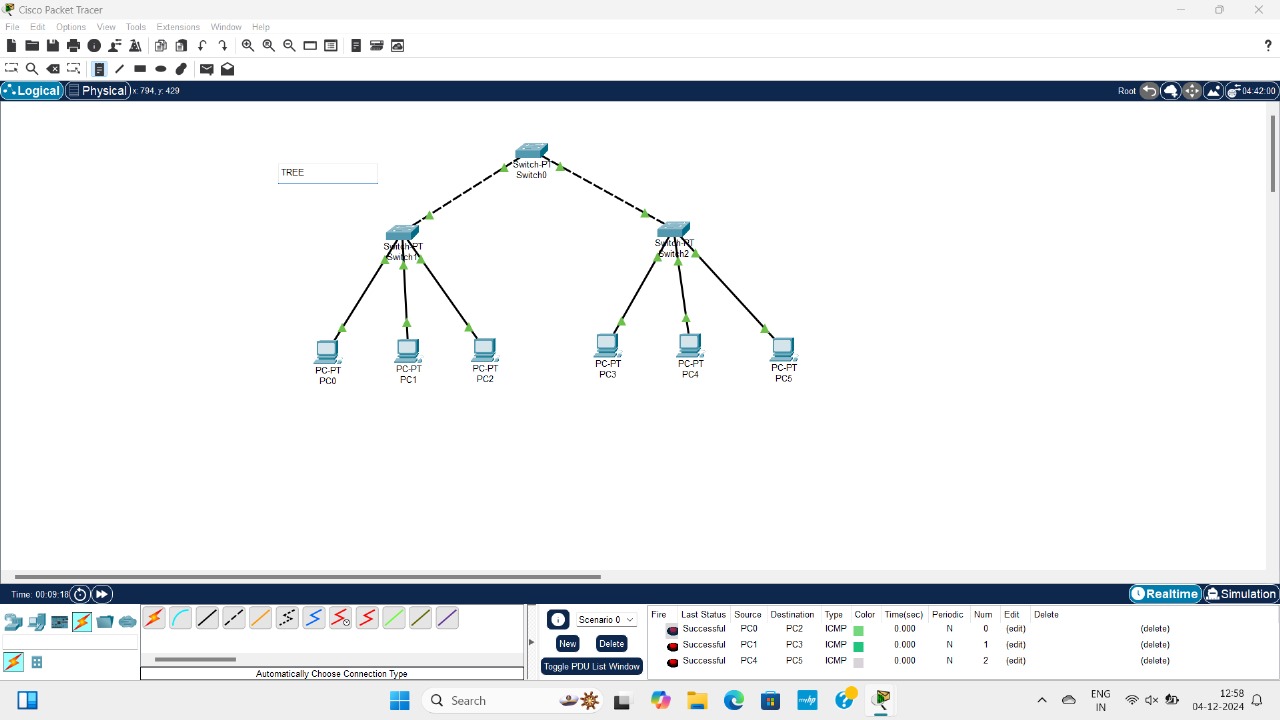 Cisco Packet Tracer
File Edit Options View Tools Extensions Window Help
?
Logical Physical x: 794, y: 429 Root 04:42:00
TREE
Switch-PT
Switch0
Switch-PT
Switch1
Switch-PT
Switch2
PC-PT
PC0
PC-PT
PC1
PC-PT
PC2
PC-PT
PC3
PC-PT
PC4
PC-PT
PC5
Time: 00:09:18 Realtime Simulation
Scenario 0
New Delete
Toggle PDU List Window
Automatically Choose Connection Type
Fire Last Status Source Destination Type Color Time(sec) Periodic Num Edit Delete
Successful PC0 PC2 ICMP 0.000 N 0 (edit) (delete)
Successful PC1 PC3 ICMP 0.000 N 1 (edit) (delete)
Successful PC4 PC5 ICMP 0.000 N 2 (edit) (delete)
Search
myhp
ENG
IN
12:58
04-12-2024